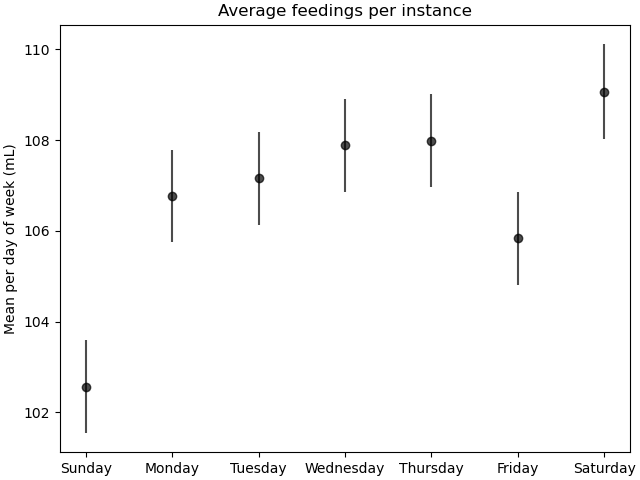 Average feedings per instance
Mean per day of week (mL)
110
108
106
104
102
Sunday Monday Tuesday Wednesday Thursday Friday Saturday